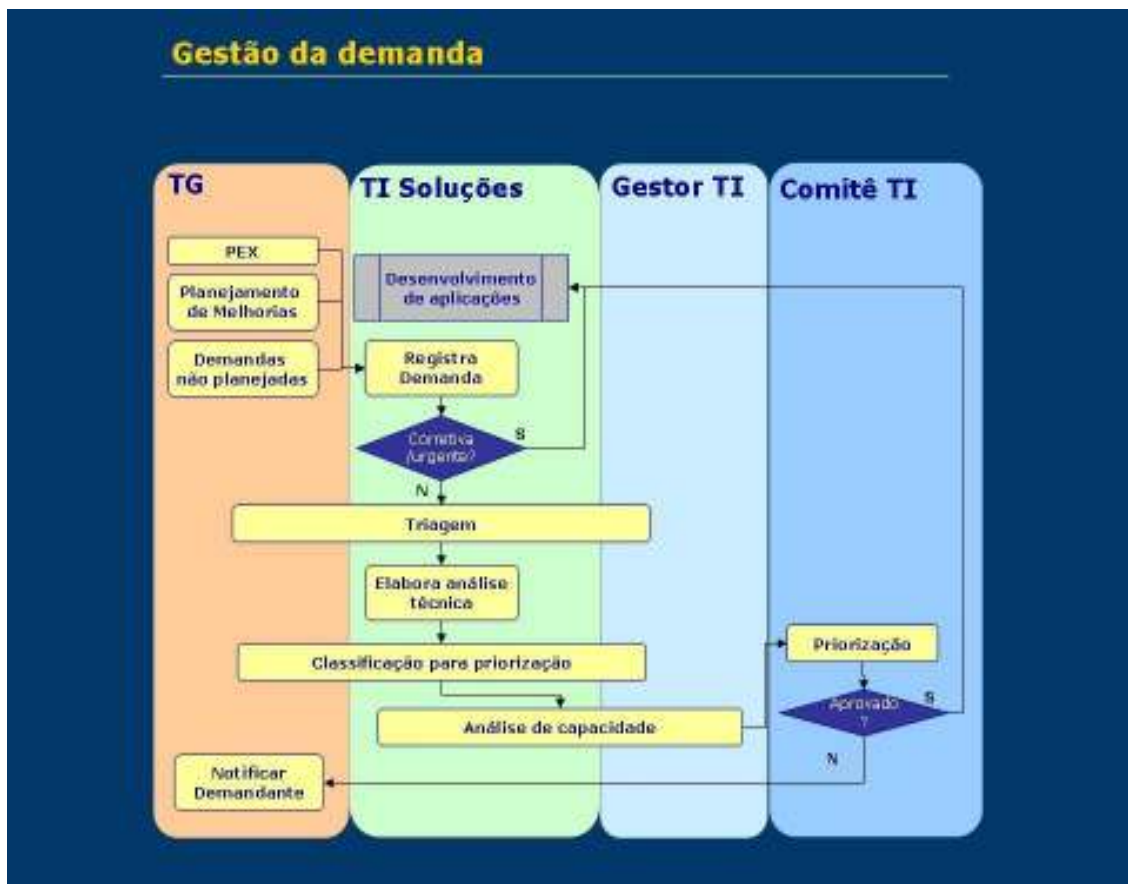 Gestão da demanda
TG
TI Soluções
Gestor TI
Comitê TI
PEX
Planejamento
de Melhorias
Demandas
não planejadas
Desenvolvimento
de aplicações
Registra
Demanda
Corretiva
/urgente?
S
N
Triagem
Elabora análise
técnica
Classificação para priorização
Análise de capacidade
Priorização
Aprovado
?
S
N
Notificar
Demandante